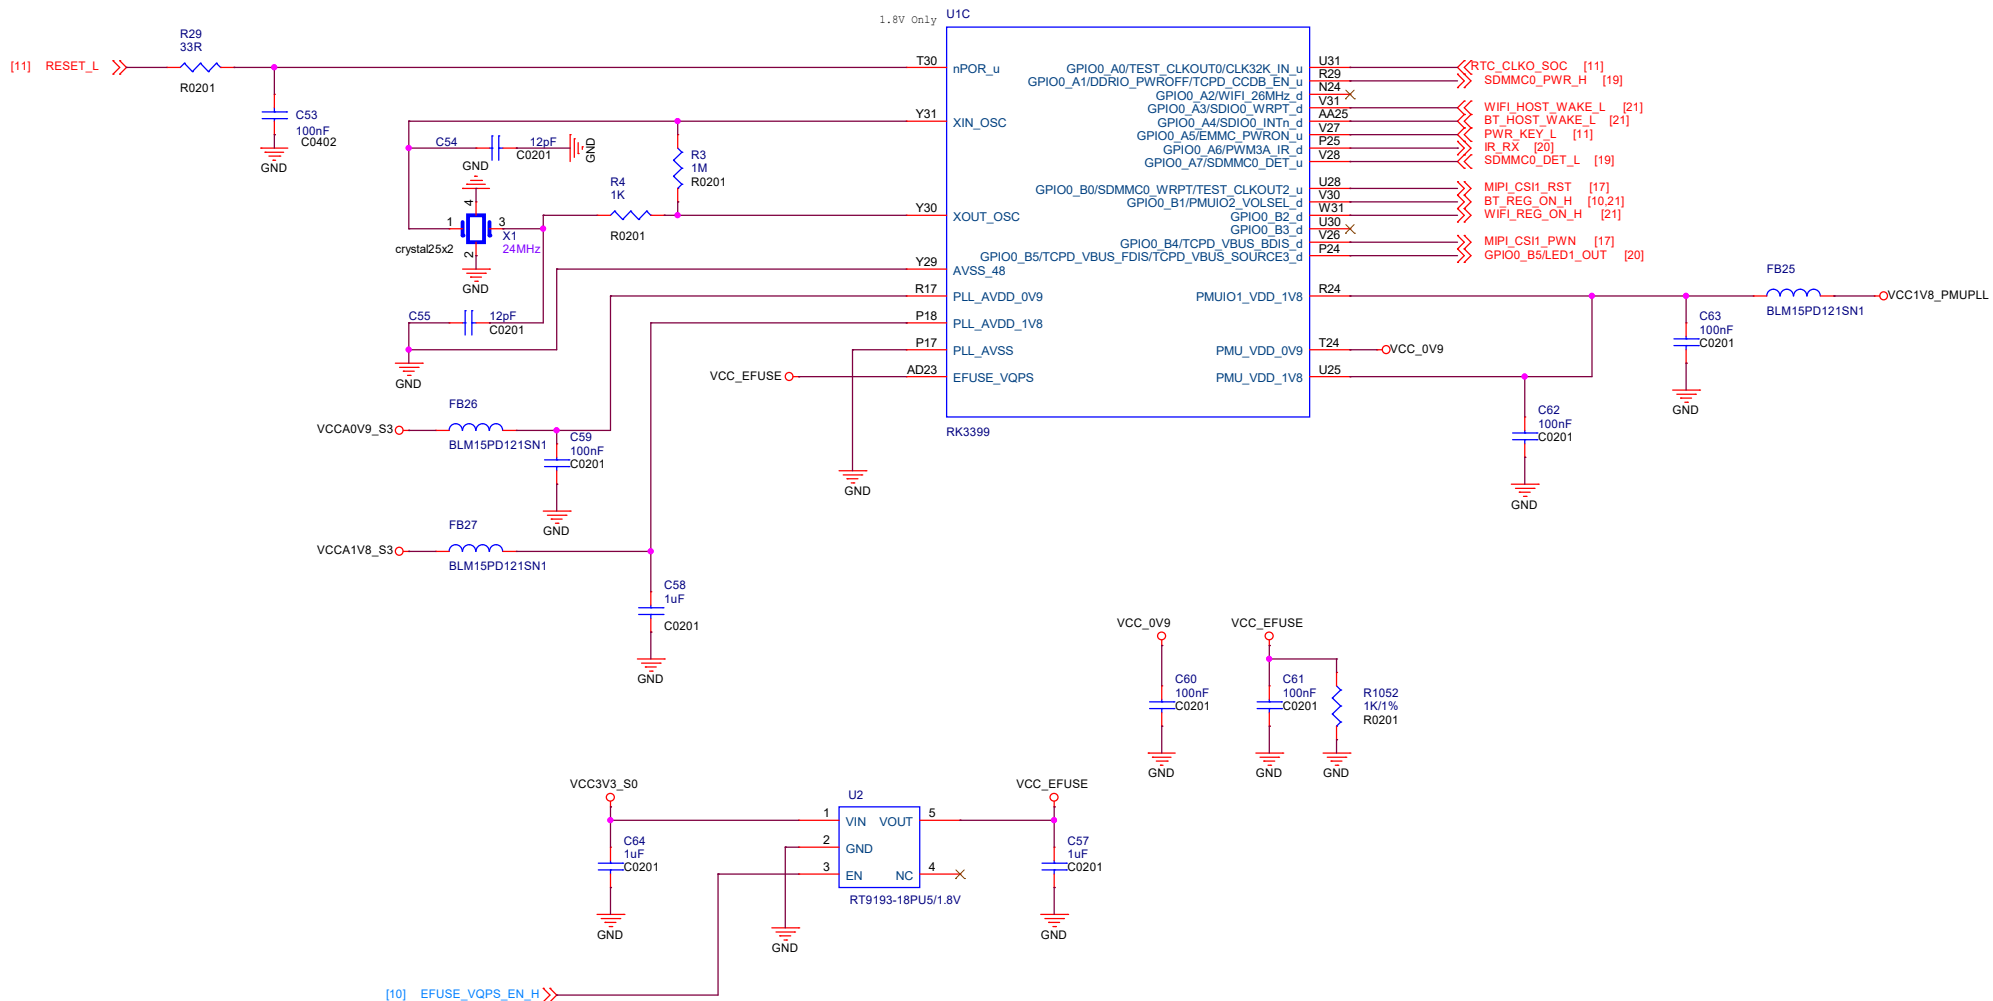 1.8V Only
U1C
R29
33R
[11] RESET_L
R0201
C53
100nF
C0402
GND
T30
nPOR_u
Y31
XIN_OSC
C54
12pF
C0201
GND
GND
R3
1M
R0201
R4
1K
R0201
Y30
XOUT_OSC
4
1
3
2
X1
24MHz
crystal25x2
GND
Y29
AVSS_48
R17
PLL_AVDD_0V9
C55
12pF
C0201
GND
P18
PLL_AVDD_1V8
P17
PLL_AVSS
VCC_EFUSE
AD23
EFUSE_VQPS
GPIO0_A0/TEST_CLKOUT0/CLK32K_IN_u
U31
RTC_CLKO_SOC [11]
GPIO0_A1/DDRIO_PWROFF/TCPD_CCDB_EN_u
R29
SDMMC0_PWR_H [19]
GPIO0_A2/WIFI_26MHz_d
N24
GPIO0_A3/SDIO0_WRPT_d
V31
WIFI_HOST_WAKE_L [21]
GPIO0_A4/SDIO0_INTn_d
AA25
BT_HOST_WAKE_L [21]
GPIO0_A5/EMMC_PWRON_u
V27
PWR_KEY_L [11]
GPIO0_A6/PWM3A_IR_d
P25
IR_RX [20]
GPIO0_A7/SDMMC0_DET_u
V28
SDMMC0_DET_L [19]
GPIO0_B0/SDMMC0_WRPT/TEST_CLKOUT2_u
U28
MIPI_CSI1_RST [17]
GPIO0_B1/PMUIO2_VOLSEL_d
V30
BT_REG_ON_H [10,21]
GPIO0_B2_d
W31
WIFI_REG_ON_H [21]
GPIO0_B3_d
U30
GPIO0_B4/TCPD_VBUS_BDIS_d
V26
MIPI_CSI1_PWN [17]
GPIO0_B5/TCPD_VBUS_FDIS/TCPD_VBUS_SOURCE3_d
P24
GPIO0_B5/LED1_OUT [20]
PMUIO1_VDD_1V8
R24
FB25
BLM15PD121SN1
VCC1V8_PMUPLL
C63
100nF
C0201
GND
PMU_VDD_0V9
T24
VCC_0V9
PMU_VDD_1V8
U25
C62
100nF
C0201
GND
RK3399
FB26
VCCA0V9_S3
BLM15PD121SN1
C59
100nF
C0201
GND
GND
FB27
VCCA1V8_S3
BLM15PD121SN1
C58
1uF
C0201
GND
VCC_0V9
C60
100nF
C0201
GND
VCC_EFUSE
C61
100nF
C0201
GND
R1052
1K/1%
R0201
GND
VCC3V3_S0
C64
1uF
C0201
GND
U2
1
VIN
VOUT
5
2
GND
3
EN
NC
4
RT9193-18PU5/1.8V
GND
VCC_EFUSE
C57
1uF
C0201
GND
[10] EFUSE_VQPS_EN_H